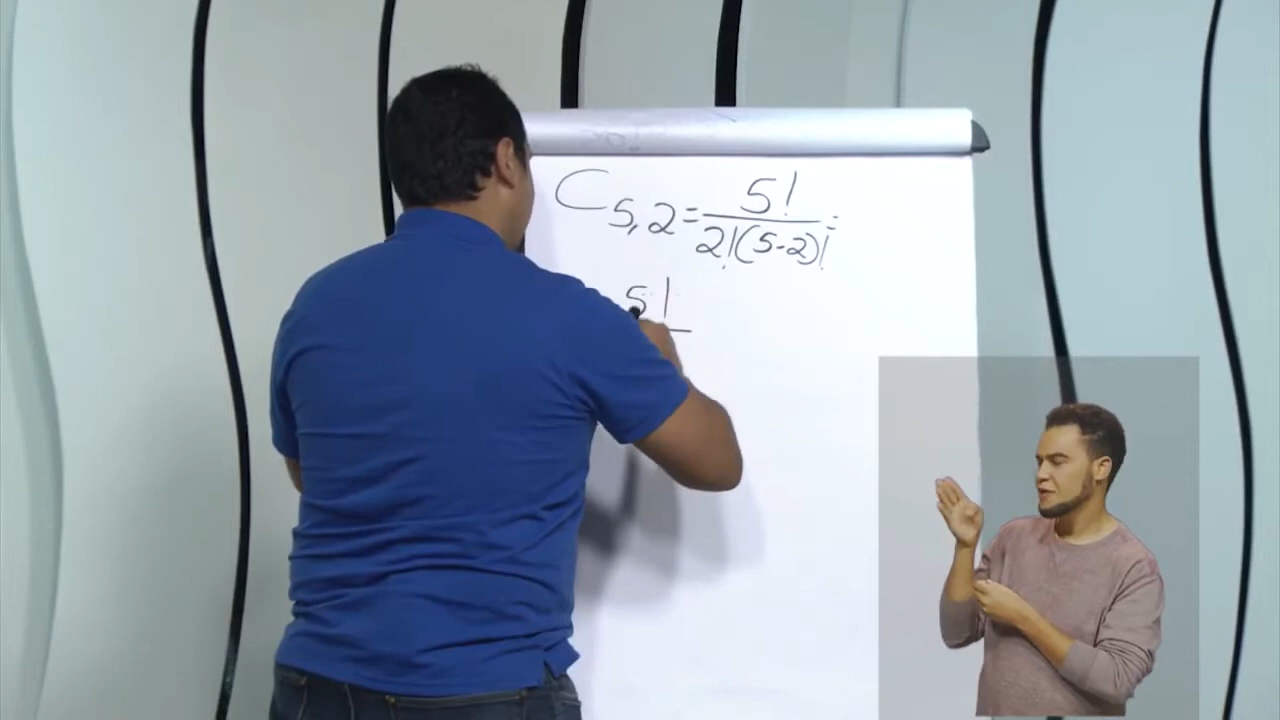 C5,2 = 5! / 2!(5-2)! =
5!